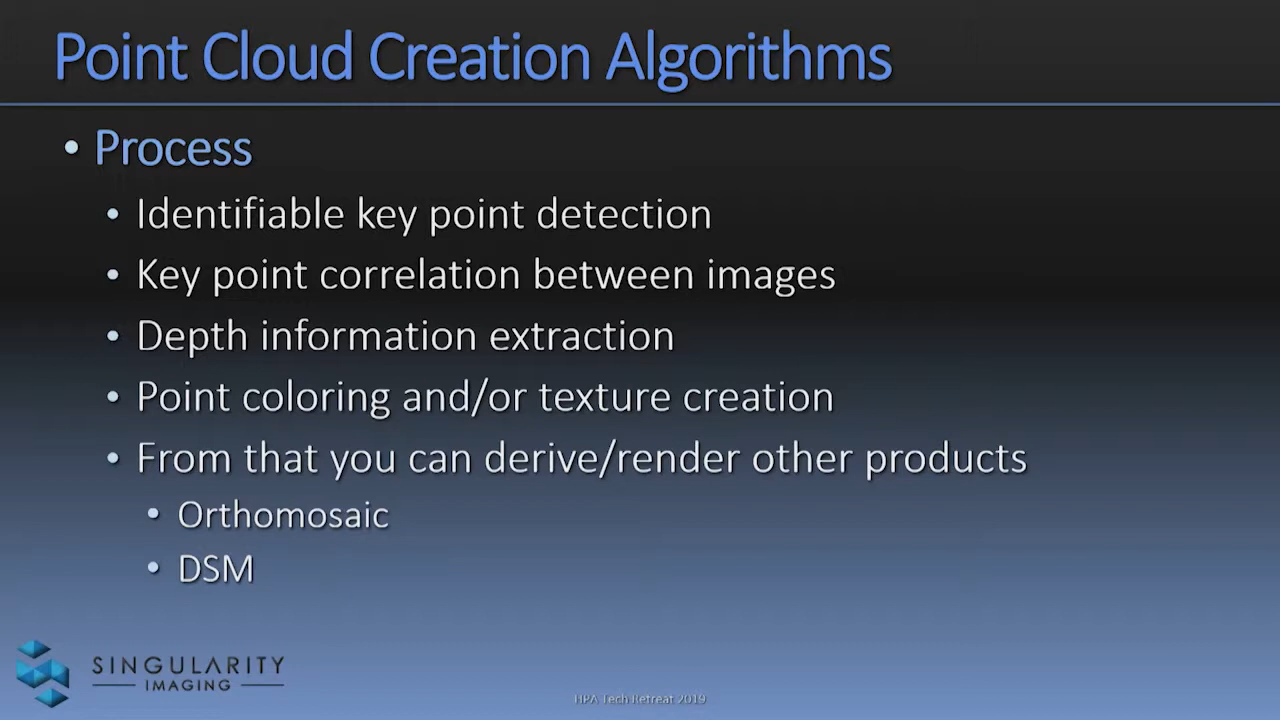 Point Cloud Creation Algorithms
• Process
• Identifiable key point detection
• Key point correlation between images
• Depth information extraction
• Point coloring and/or texture creation
• From that you can derive/render other products
• Orthomosaic
• DSM
SINGULARITY
IMAGING
HPA Tech Retreat 2019